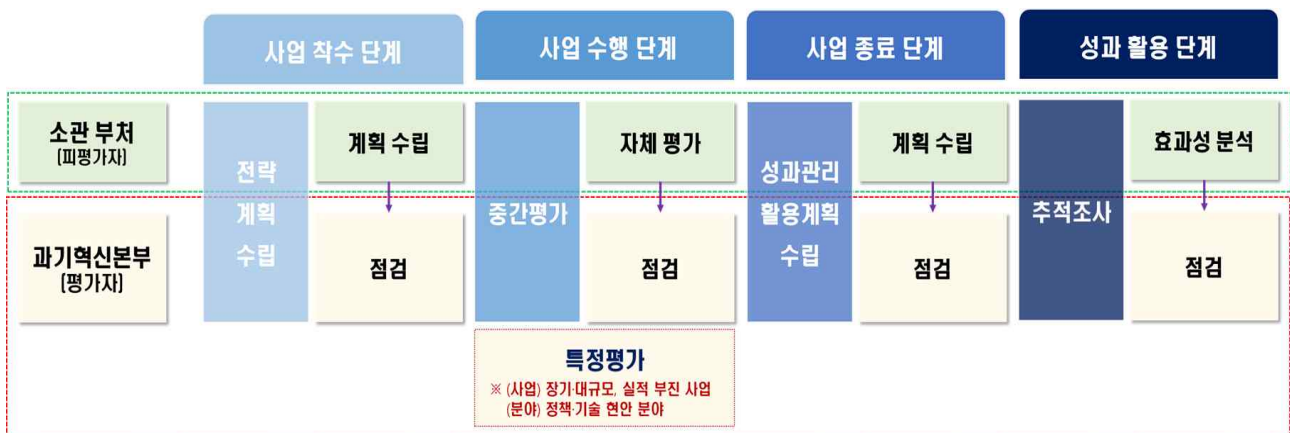 사업 착수 단계
사업 수행 단계
사업 종료 단계
성과 활용 단계
소관 부처
(피평가자)
전략
계획
수립
계획 수립
중간평가
자체 평가
성과관리
활용계획
수립
계획 수립
추적조사
효과성 분석
과기혁신본부
(평가자)
점검
점검
점검
점검
특정평가
※ (사업) 장기·대규모, 실적 부진 사업
(분야) 정책·기술 현안 분야